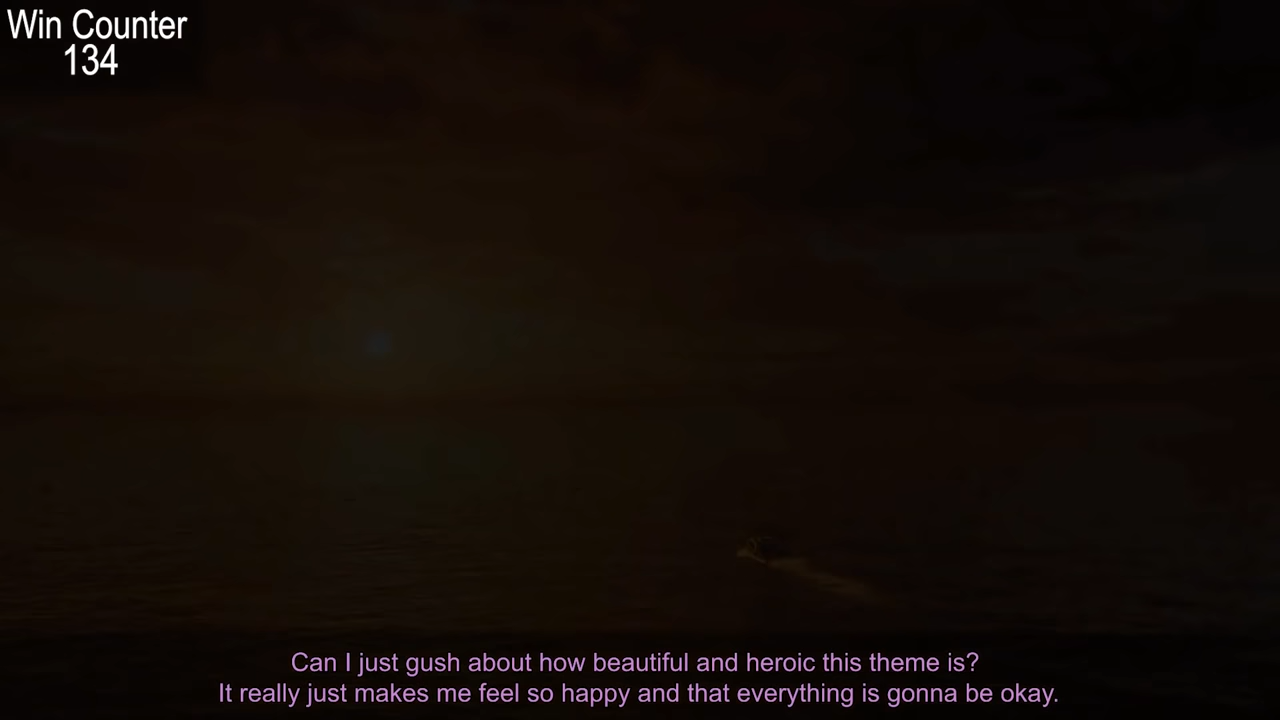 Win Counter
134
Can I just gush about how beautiful and heroic this theme is?
It really just makes me feel so happy and that everything is gonna be okay.